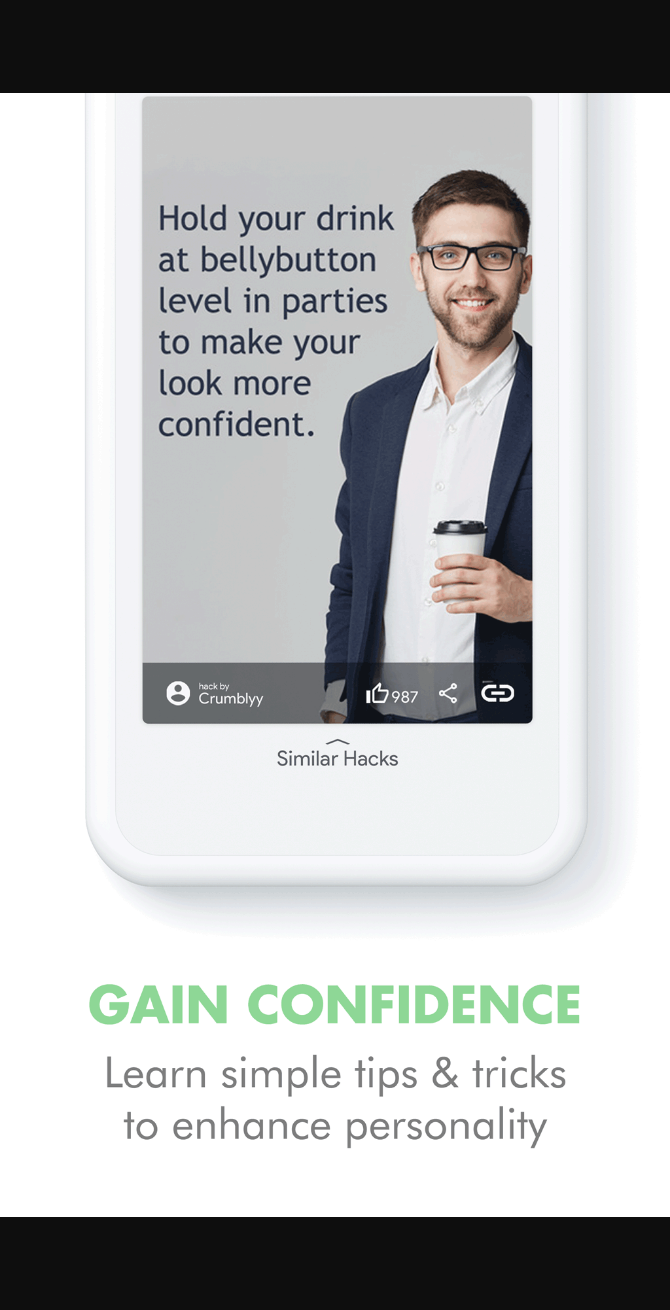 Hold your drink
at bellybutton
level in parties
to make your
look more
confident.
hack by
Crumblyy
987
Similar Hacks
GAIN CONFIDENCE
Learn simple tips & tricks
to enhance personality